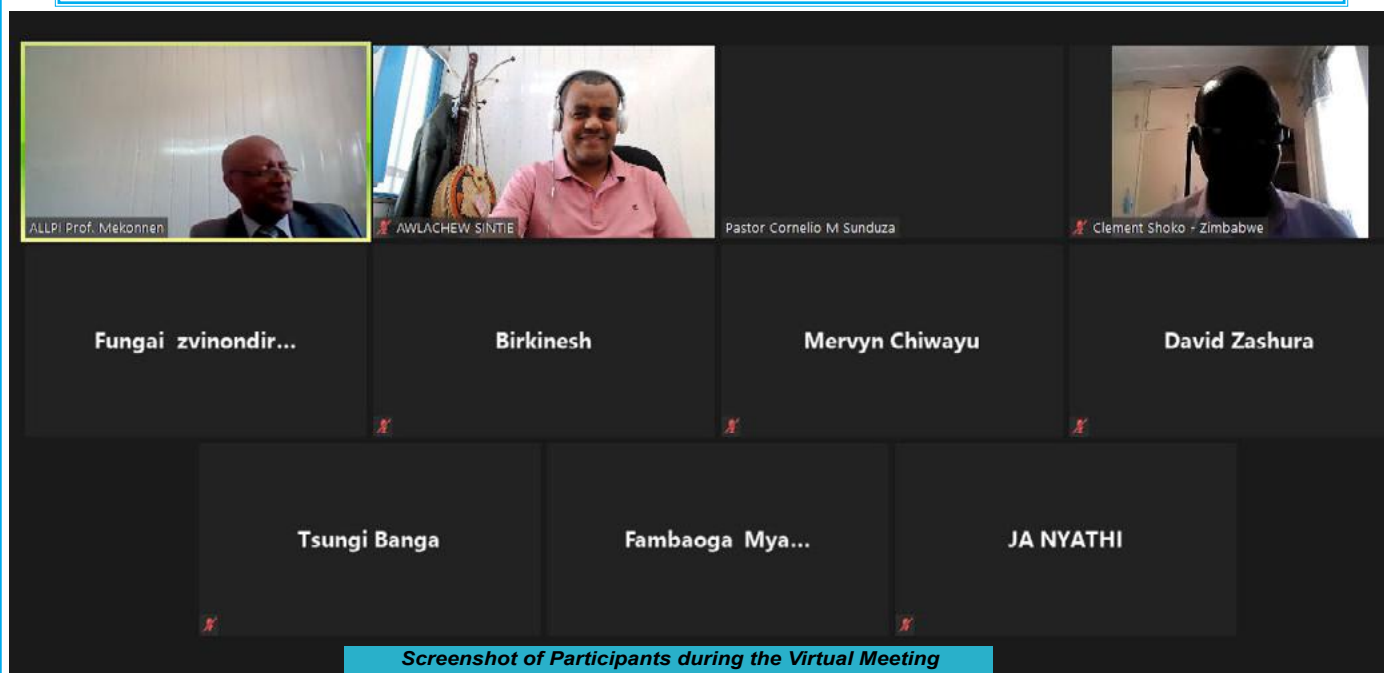 ALLPI Prof. Mekonnen
AWLACHEW SINTIE
Pastor Cornelio M Sunduza
Clement Shoko - Zimbabwe
Fungai zvinondir...
Birkinesh
Mervyn Chiwayu
David Zashura
Tsungi Banga
Fambaoga Mya...
JA NYATHI
Screenshot of Participants during the Virtual Meeting